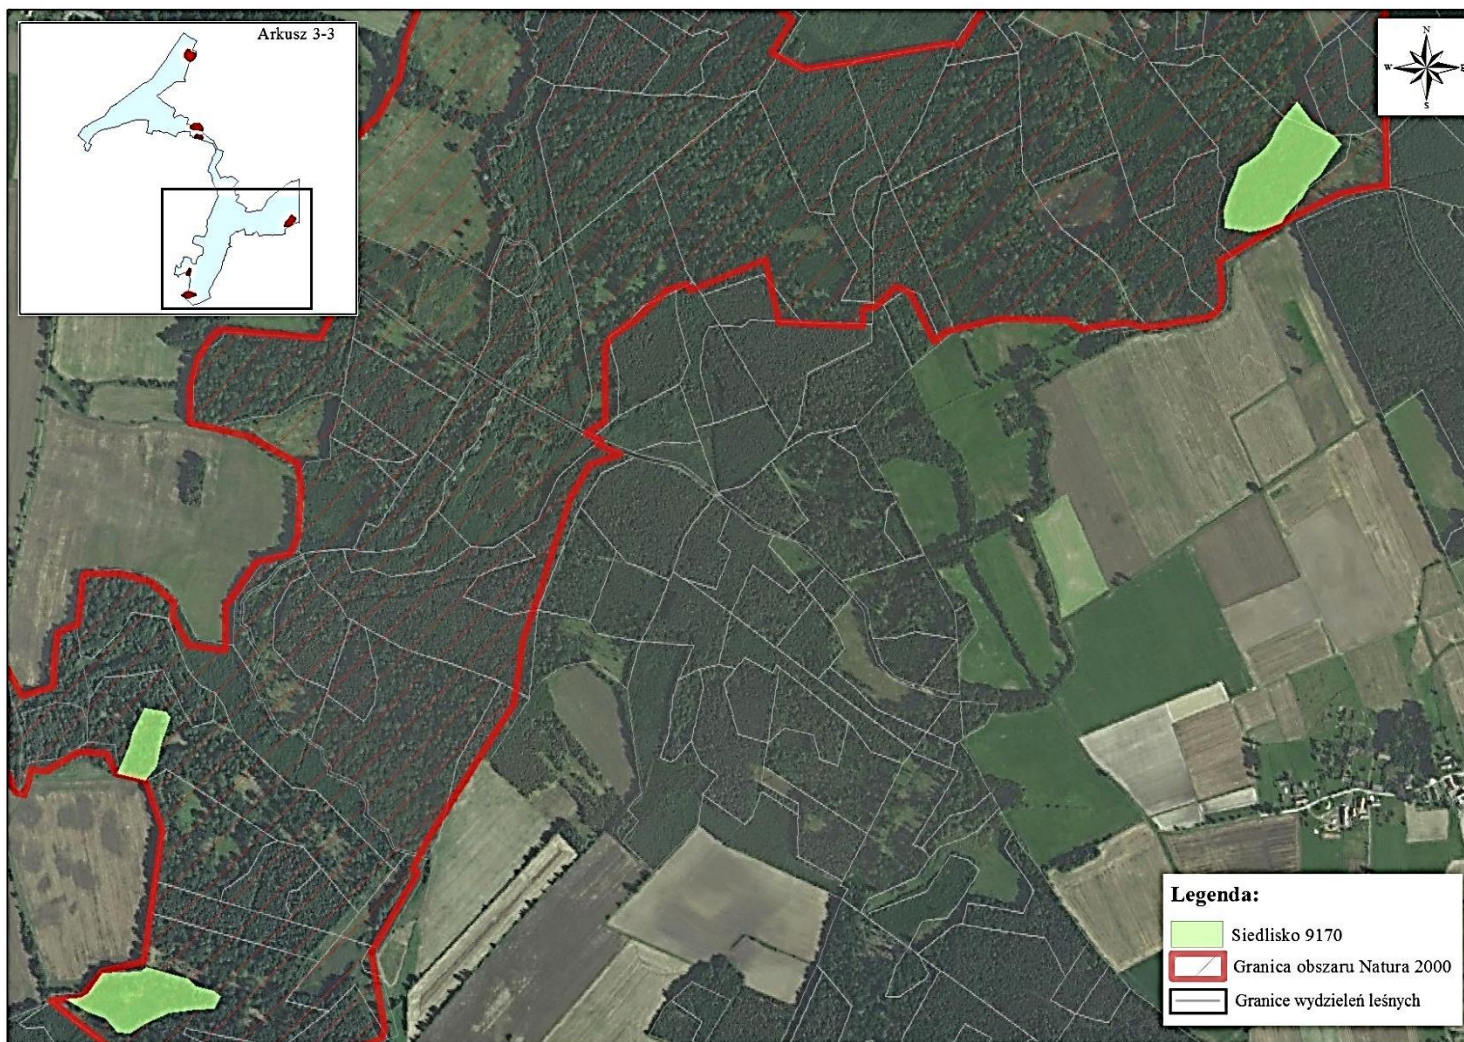 Arkusz 3-3
N
W
E
S
Legenda:
Siedlisko 9170
Granica obszaru Natura 2000
Granice wydzieleń leśnych